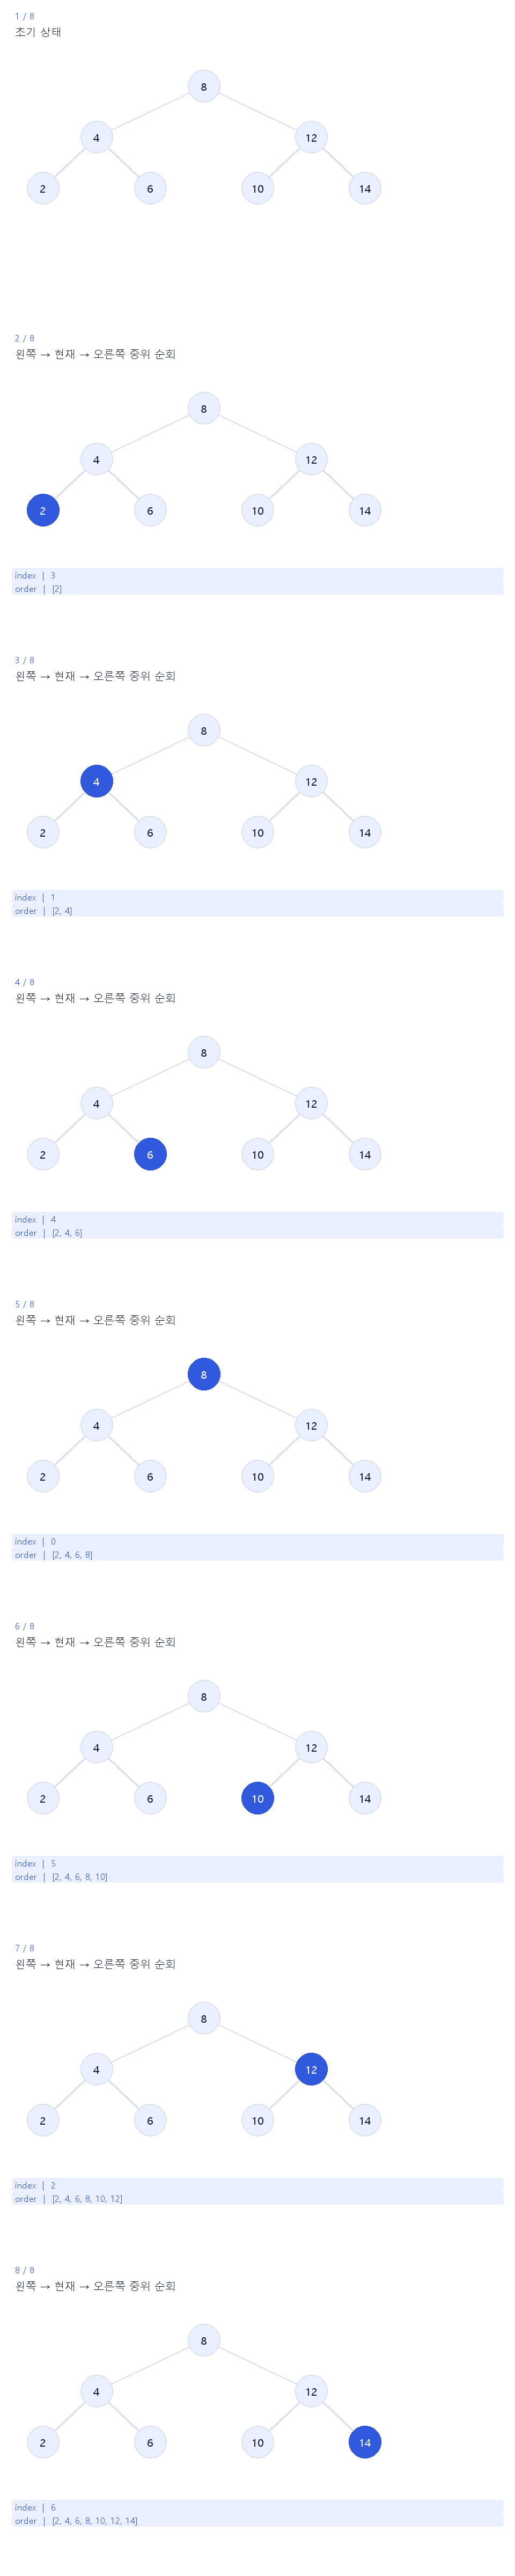 1 / 8
초기 상태
8
4 12
2 6 10 14
2 / 8
왼쪽 → 현재 → 오른쪽 중위 순회
8
4 12
2 6 10 14
index | 3
order | [2]
3 / 8
왼쪽 → 현재 → 오른쪽 중위 순회
8
4 12
2 6 10 14
index | 1
order | [2, 4]
4 / 8
왼쪽 → 현재 → 오른쪽 중위 순회
8
4 12
2 6 10 14
index | 4
order | [2, 4, 6]
5 / 8
왼쪽 → 현재 → 오른쪽 중위 순회
8
4 12
2 6 10 14
index | 0
order | [2, 4, 6, 8]
6 / 8
왼쪽 → 현재 → 오른쪽 중위 순회
8
4 12
2 6 10 14
index | 5
order | [2, 4, 6, 8, 10]
7 / 8
왼쪽 → 현재 → 오른쪽 중위 순회
8
4 12
2 6 10 14
index | 2
order | [2, 4, 6, 8, 10, 12]
8 / 8
왼쪽 → 현재 → 오른쪽 중위 순회
8
4 12
2 6 10 14
index | 6
order | [2, 4, 6, 8, 10, 12, 14]